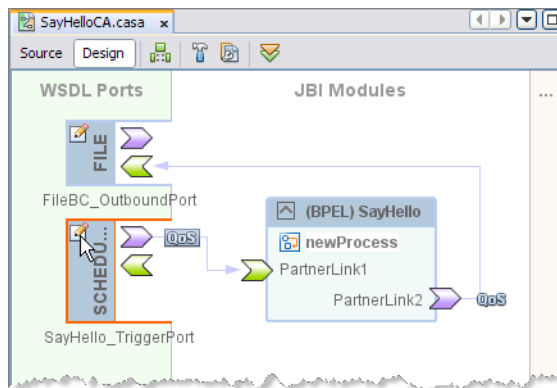 SayHelloCA.casa
Source Design
WSDL Ports JBI Modules ...
FILE
FileBC_OutboundPort
SCHEDU...
QoS
SayHello_TriggerPort
(BPEL) SayHello
newProcess
PartnerLink1
PartnerLink2
QoS